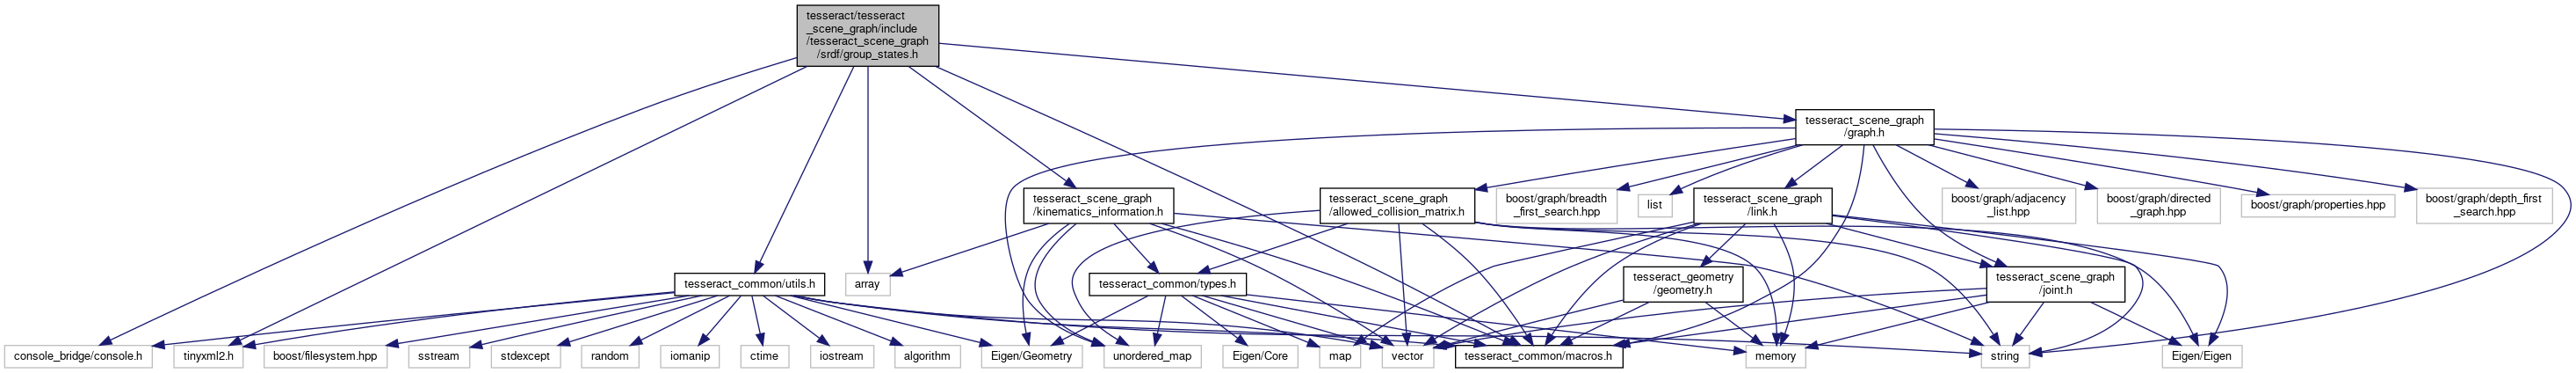 tesseract/tesseract
_scene_graph/include
/tesseract_scene_graph
/srdf/group_states.h
tesseract_scene_graph
/graph.h
tesseract_scene_graph
/kinematics_information.h
tesseract_scene_graph
/allowed_collision_matrix.h
boost/graph/breadth
_first_search.hpp
list
tesseract_scene_graph
/link.h
boost/graph/adjacency
_list.hpp
boost/graph/directed
_graph.hpp
boost/graph/properties.hpp
boost/graph/depth_first
_search.hpp
tesseract_common/utils.h
array
tesseract_common/types.h
tesseract_geometry
/geometry.h
tesseract_scene_graph
/joint.h
console_bridge/console.h
tinyxml2.h
boost/filesystem.hpp
sstream
stdexcept
random
iomanip
ctime
iostream
algorithm
Eigen/Geometry
unordered_map
Eigen/Core
map
vector
tesseract_common/macros.h
memory
string
Eigen/Eigen